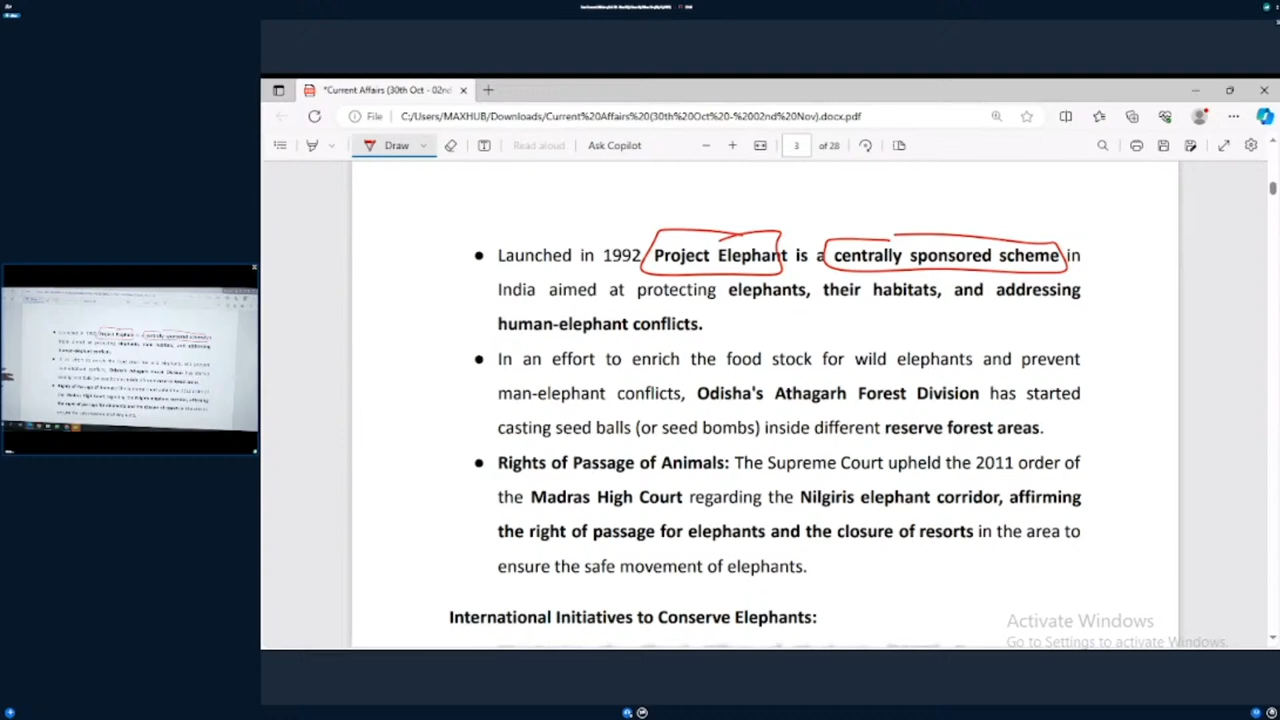 *Current Affairs (30th Oct - 02nd
File
C:/Users/MAXHUB/Downloads/Current%20Affairs%20(30th%20Oct%20-%2002nd%20Nov).docx.pdf
Draw
Read aloud
Ask Copilot
3
of 28
• Launched in 1992 Project Elephant is a centrally sponsored scheme in
India aimed at protecting elephants, their habitats, and addressing
human-elephant conflicts.
• In an effort to enrich the food stock for wild elephants and prevent
man-elephant conflicts, Odisha's Athagarh Forest Division has started
casting seed balls (or seed bombs) inside different reserve forest areas.
• Rights of Passage of Animals: The Supreme Court upheld the 2011 order of
the Madras High Court regarding the Nilgiris elephant corridor, affirming
the right of passage for elephants and the closure of resorts in the area to
ensure the safe movement of elephants.
International Initiatives to Conserve Elephants:
Activate Windows
Go to Settings to activate Windows.